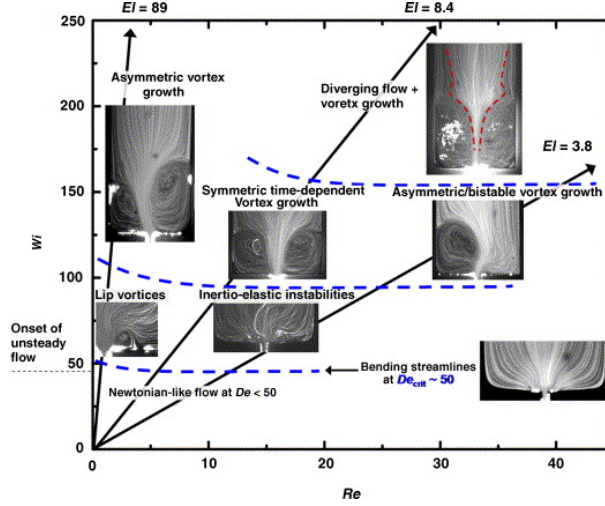 El = 89
El = 8.4
250
200
150
100
50
0
Wi
Asymmetric vortex
growth
Diverging flow +
voretx growth
El = 3.8
Symmetric time-dependent
Vortex growth
Asymmetric/bistable vortex growth
Lip vortices
Inertio-elastic instabilities
Onset of
unsteady
flow
Bending streamlines
at De_crit ~ 50
Newtonian-like flow at De < 50
0
10
20
30
40
Re